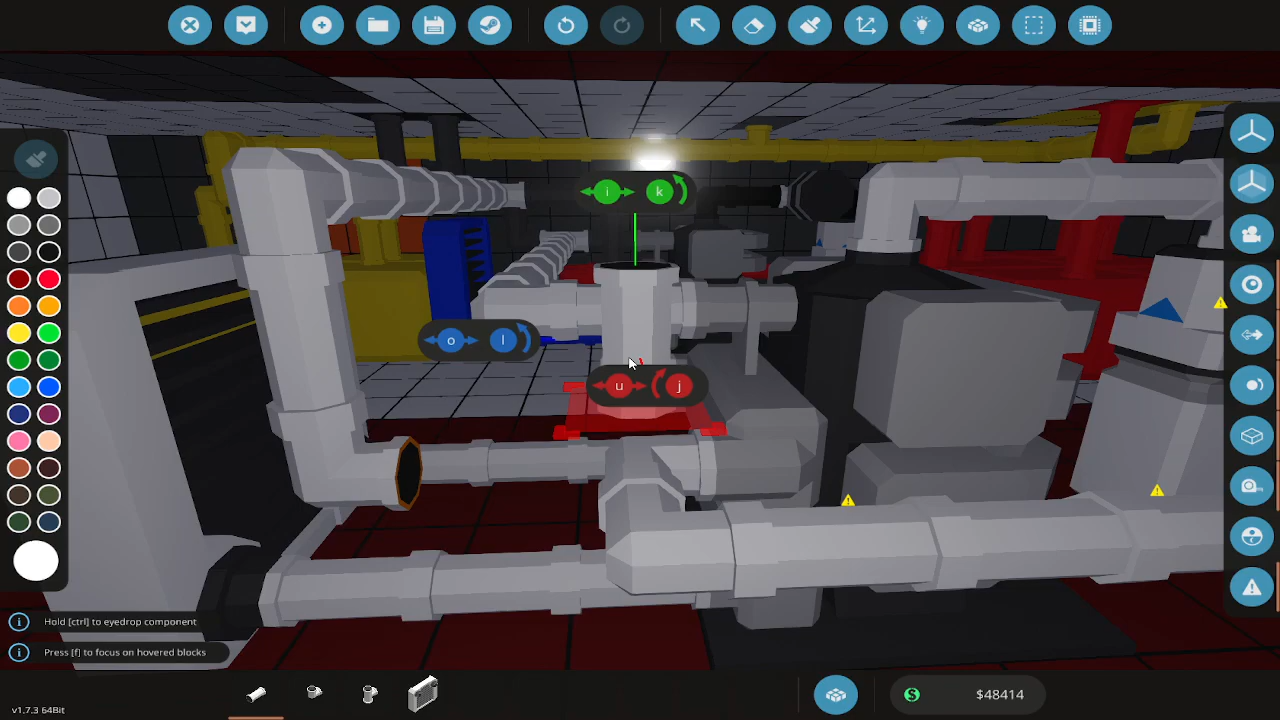 i k
o l
u j
Hold [ctrl] to eyedrop component
Press [f] to focus on hovered blocks
$ $48414
v1.7.3 64Bit